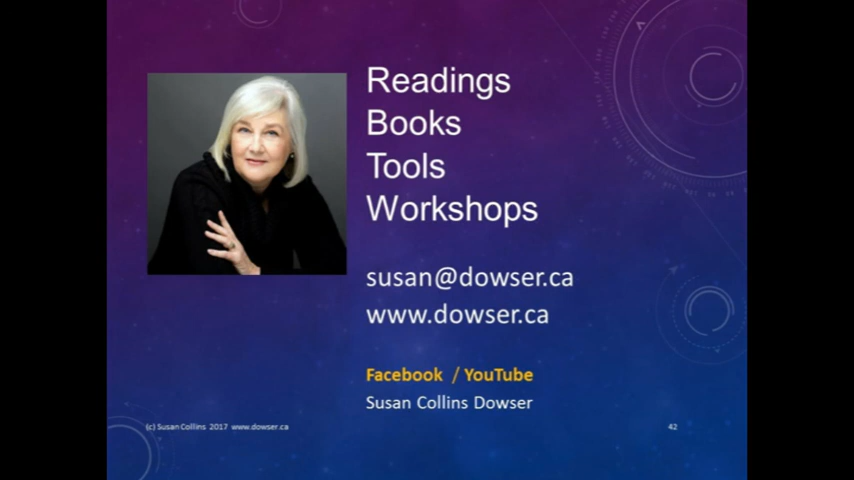 Readings
Books
Tools
Workshops
susan@dowser.ca
www.dowser.ca
Facebook / YouTube
Susan Collins Dowser
(c) Susan Collins 2017 www.dowser.ca
42